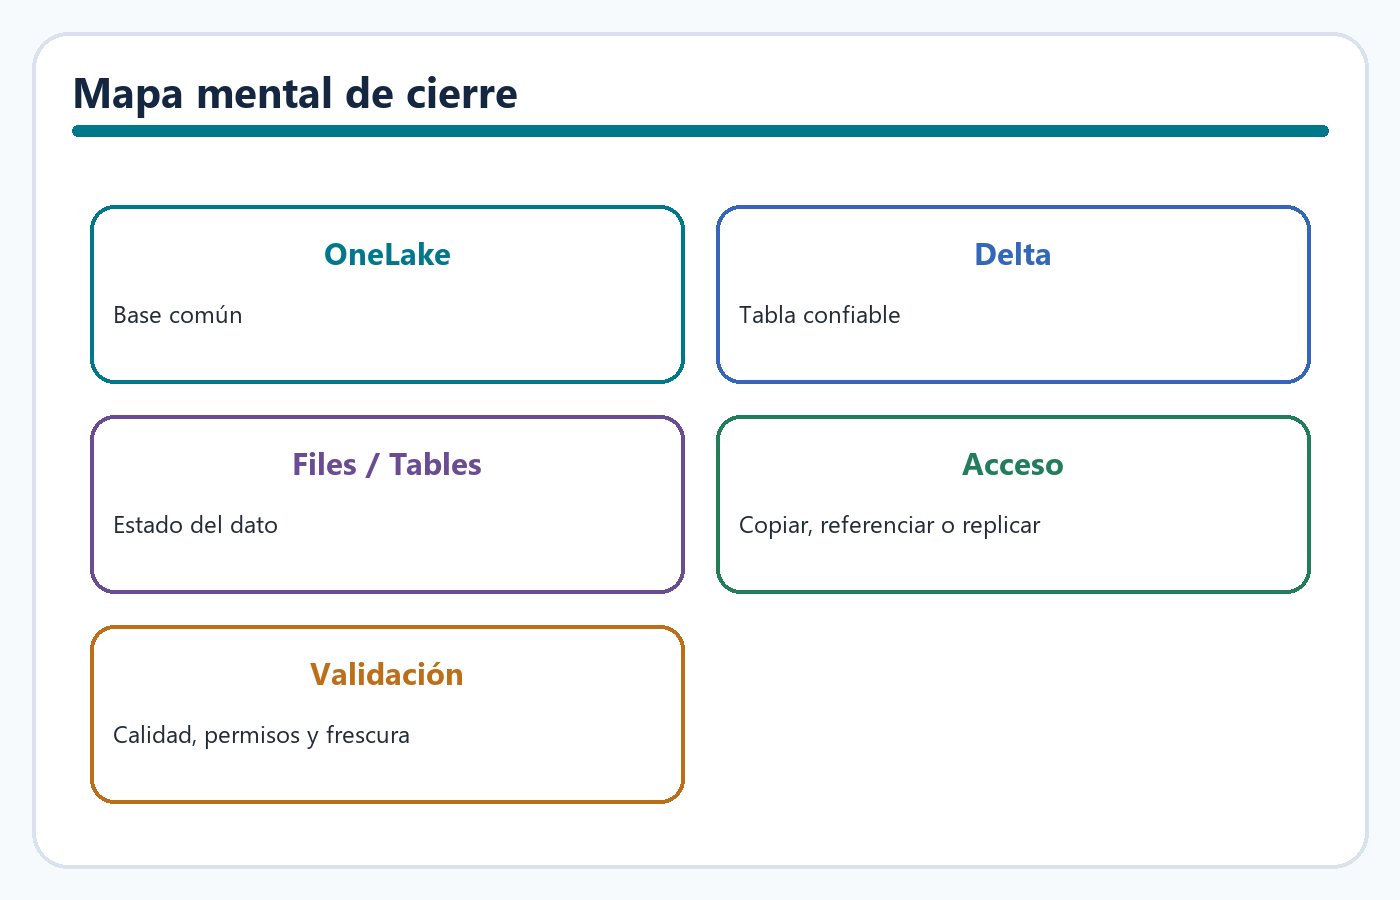 Mapa mental de cierre
OneLake
Base común
Delta
Tabla confiable
Files / Tables
Estado del dato
Acceso
Copiar, referenciar o replicar
Validación
Calidad, permisos y frescura